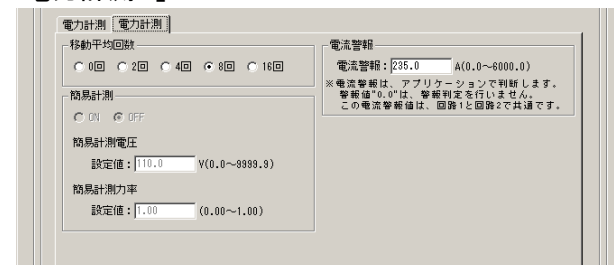 電力計測 電力計測
移動平均回数
0回 2回 4回 8回 16回
簡易計測
ON OFF
簡易計測電圧
設定値：110.0 V(0.0～9999.9)
簡易計測力率
設定値：1.00 (0.00～1.00)
電流警報
電流警報：235.0 A(0.0～6000.0)
※電流警報は、アプリケーションで判断します。
警報値"0.0"は、警報判定を行いません。
この電流警報値は、回路1と回路2で共通です。